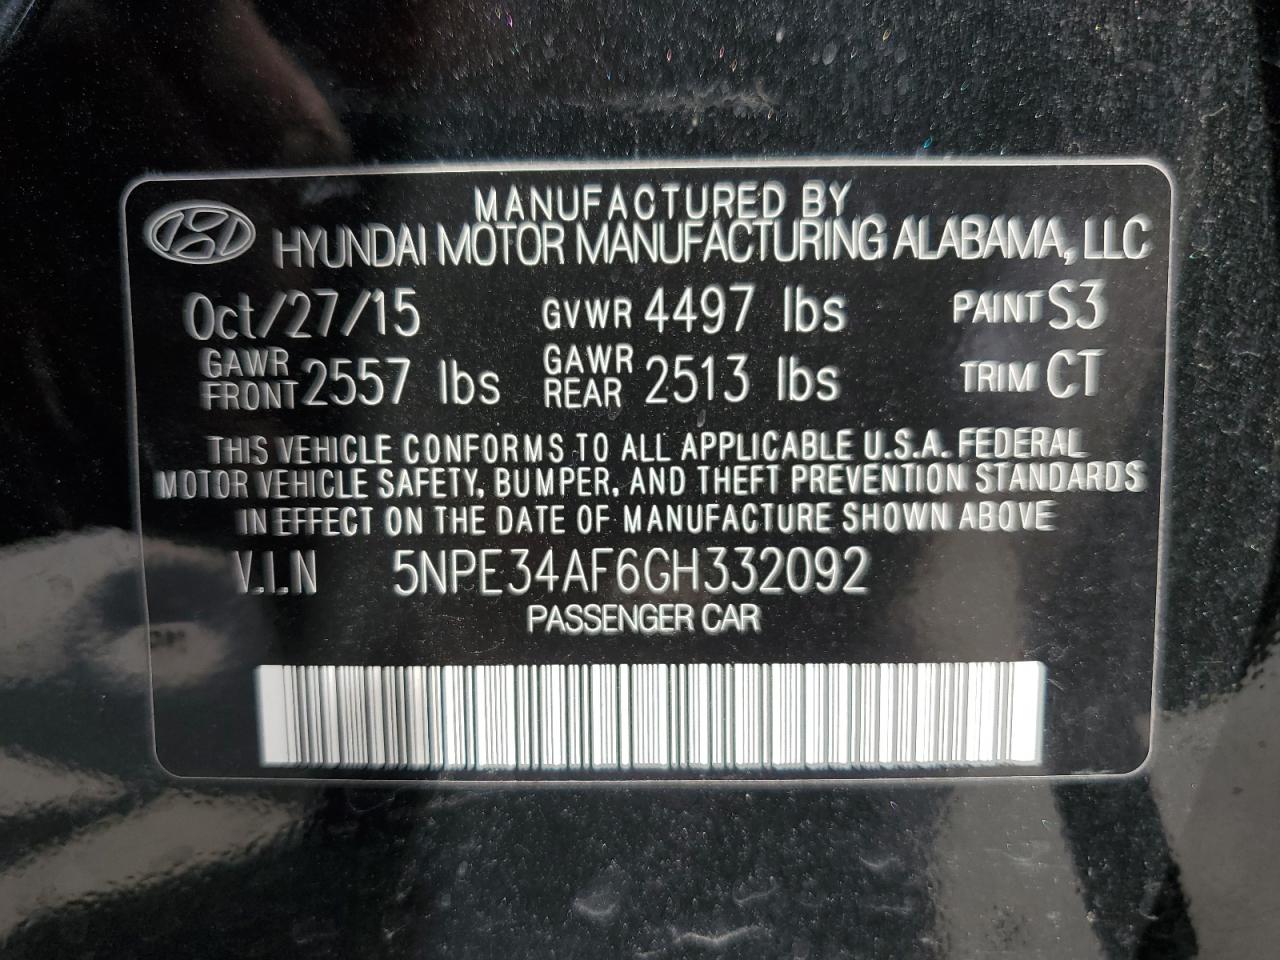 MANUFACTURED BY
HYUNDAI MOTOR MANUFACTURING ALABAMA, LLC
Oct/27/15 GVWR 4497 lbs PAINT S3
GAWR FRONT 2557 lbs GAWR REAR 2513 lbs TRIM CT
THIS VEHICLE CONFORMS TO ALL APPLICABLE U.S.A. FEDERAL
MOTOR VEHICLE SAFETY, BUMPER, AND THEFT PREVENTION STANDARDS
IN EFFECT ON THE DATE OF MANUFACTURE SHOWN ABOVE
V.I.N 5NPE34AF6GH332092
PASSENGER CAR